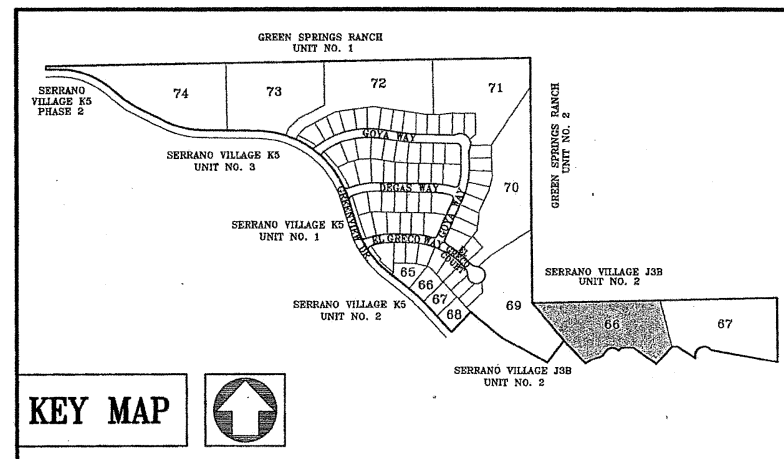 GREEN SPRINGS RANCH
UNIT NO. 1
SERRANO
VILLAGE K5
PHASE 2
74
73
72
71
GOYA WAY
SERRANO VILLAGE K5
UNIT NO. 3
GREEN SPRINGS RANCH
UNIT NO. 2
70
DEGAS WAY
GREENVIEW DR
GOYA WAY
SERRANO VILLAGE K5
UNIT NO. 1
EL GRECO WAY
EL
GRECO
COURT
65
66
67
68
69
SERRANO VILLAGE K5
UNIT NO. 2
SERRANO VILLAGE J3B
UNIT NO. 2
66
67
SERRANO VILLAGE J3B
UNIT NO. 2
KEY MAP